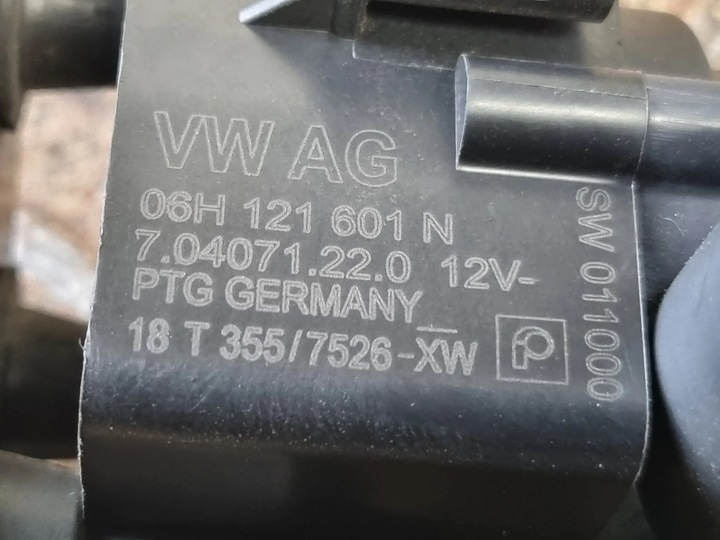 VW AG
06H 121 601 N
7.04071.22.0 12V-
PTG GERMANY
18 T 355/7526-XW
SW 011000